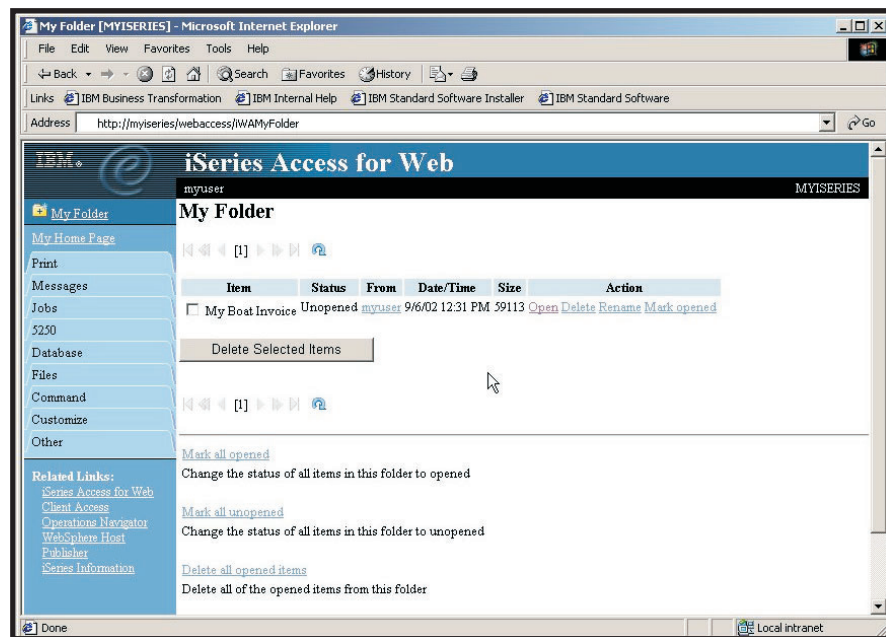 My Folder [MYISERIES] - Microsoft Internet Explorer
File Edit View Favorites Tools Help
Back Search Favorites History
Links IBM Business Transformation IBM Internal Help IBM Standard Software Installer IBM Standard Software
Address http://myiseries/webaccess/iWAMyFolder Go
IBM. e iSeries Access for Web
myuser MYISERIES
My Folder
My Home Page
Print
Messages
Jobs
5250
Database
Files
Command
Customize
Other
Related Links:
iSeries Access for Web
Client Access
Operations Navigator
WebSphere Host
Publisher
iSeries Information
My Folder
[1]
Item Status From Date/Time Size Action
My Boat Invoice Unopened myuser 9/6/02 12:31 PM 59113 Open Delete Rename Mark opened
Delete Selected Items
[1]
Mark all opened
Change the status of all items in this folder to opened
Mark all unopened
Change the status of all items in this folder to unopened
Delete all opened items
Delete all of the opened items from this folder
Done Local intranet